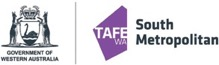 GOVERNMENT OF
WESTERN AUSTRALIA
TAFE
WA
South
Metropolitan